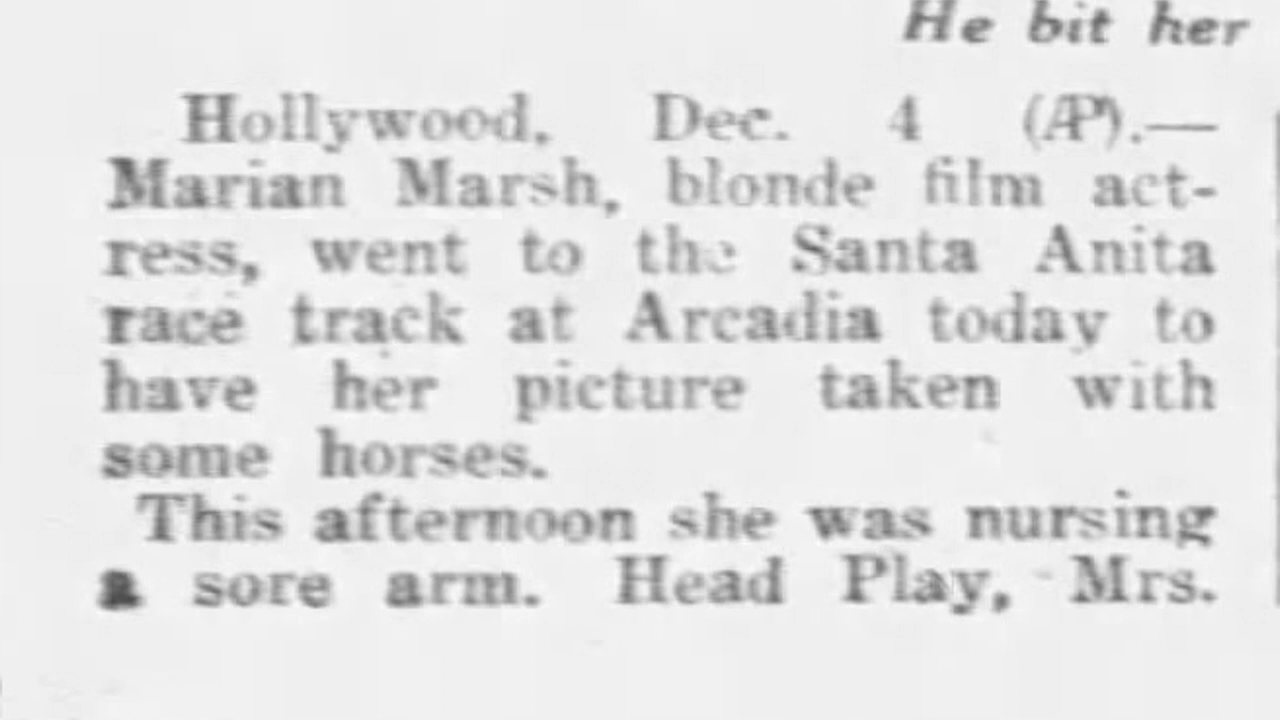 He bit her
Hollywood, Dec. 4 (AP).—
Marian Marsh, blonde film act-
ress, went to the Santa Anita
race track at Arcadia today to
have her picture taken with
some horses.
This afternoon she was nursing
a sore arm. Head Play, Mrs.